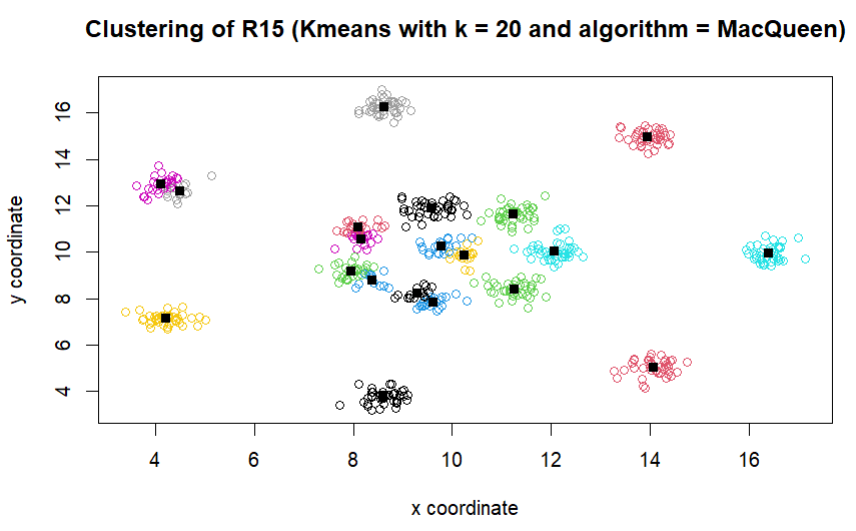 Clustering of R15 (Kmeans with k = 20 and algorithm = MacQueen)
16
14
12
10
8
6
4
y coordinate
4 6 8 10 12 14 16
x coordinate